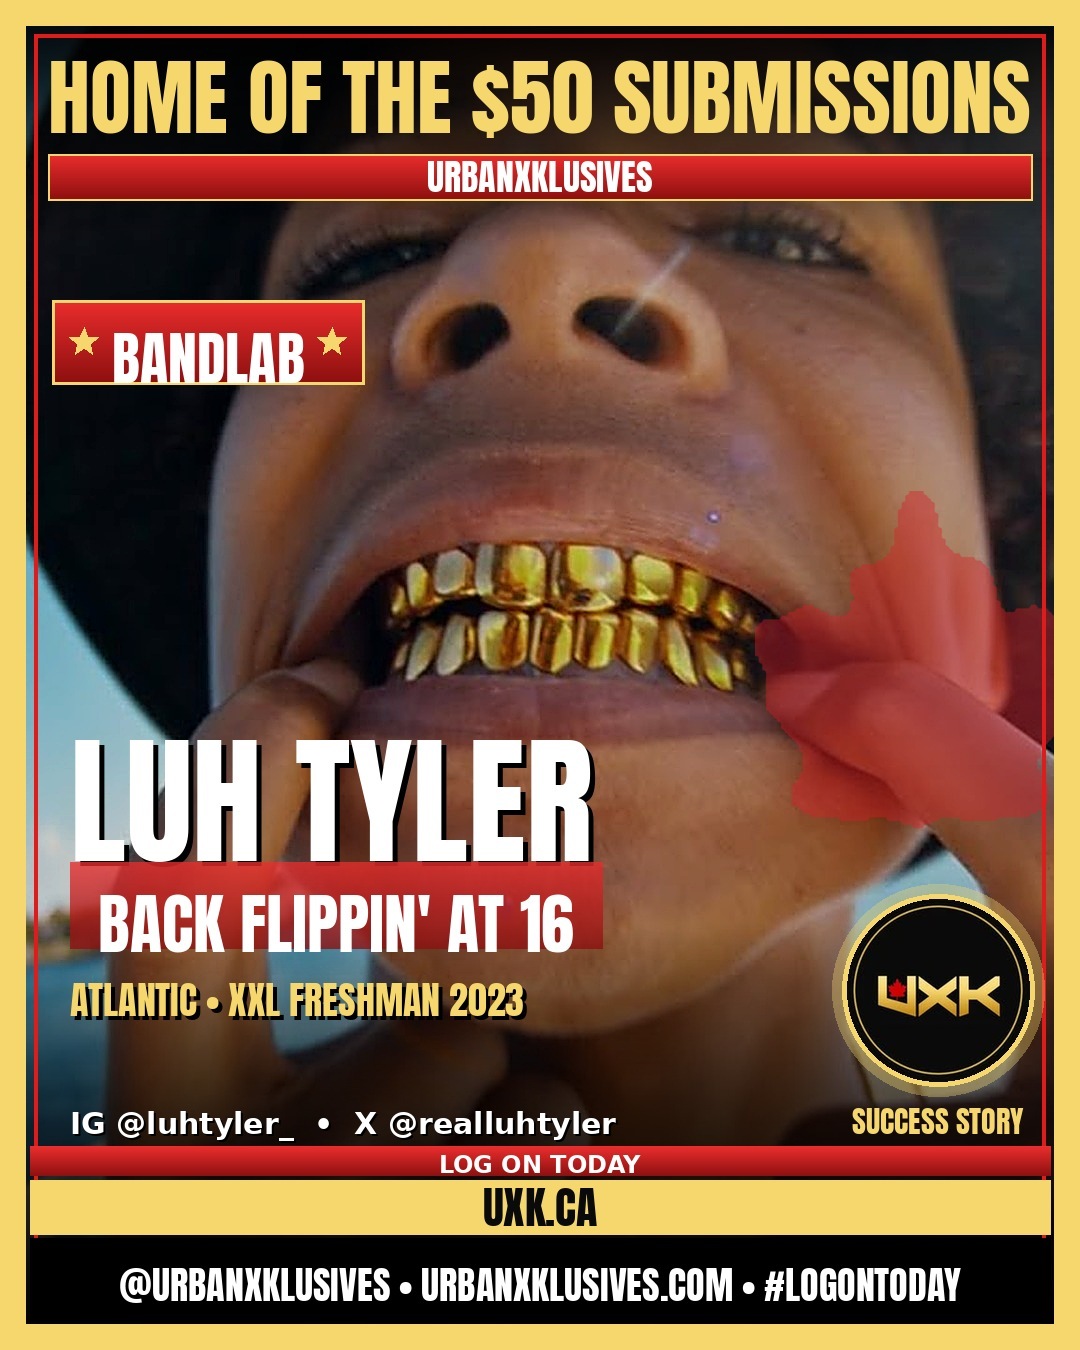 HOME OF THE $50 SUBMISSIONS
URBANXKLUSIVES
BANDLAB
LUH TYLER
BACK FLIPPIN' AT 16
ATLANTIC • XXL FRESHMAN 2023
UXK
IG @luhtyler_ • X @realluhtyler
SUCCESS STORY
LOG ON TODAY
UXK.CA
@URBANXKLUSIVES • URBANXKLUSIVES.COM • #LOGONTODAY